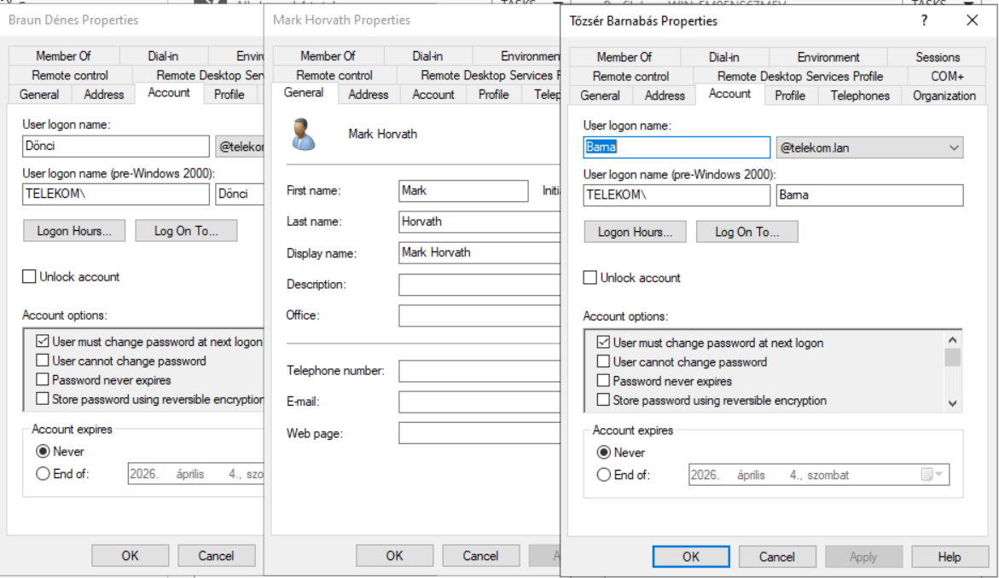 TASKS
TASKS
Braun Dénes Properties
Member Of Dial-in
Remote control
General Address Account Profile
User logon name:
Dönci
User logon name (pre-Windows 2000):
TELEKOM\ Dönci
Logon Hours... Log On To...
Unlock account
Account options:
User must change password at next logon
User cannot change password
Password never expires
Store password using reversible encryption
Account expires
Never
End of: 2026. április 4.,
OK Cancel
Mark Horvath Properties
Member Of Dial-in Environmen
Remote control Remote Desktop Services
General Address Account Profile
Mark Horvath
First name: Mark
Last name: Horvath
Display name: Mark Horvath
Description:
Office:
Telephone number:
E-mail:
Web page:
OK Cancel
Tőzsér Barnabás Properties ?
Member Of Dial-in Environment Sessions
Remote control Remote Desktop Services Profile COM+
General Address Account Profile Telephones Organization
User logon name:
Barna @telekom.lan
User logon name (pre-Windows 2000):
TELEKOM\ Barna
Logon Hours... Log On To...
Unlock account
Account options:
User must change password at next logon
User cannot change password
Password never expires
Store password using reversible encryption
Account expires
Never
End of: 2026. április 4., szombat
OK Cancel Apply Help